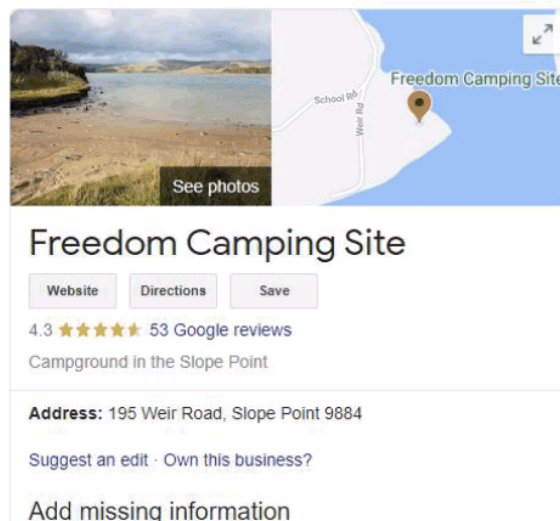 Freedom Camping Site
School Rd
Weir Rd
See photos
Freedom Camping Site
Website Directions Save
4.3 53 Google reviews
Campground in the Slope Point
Address: 195 Weir Road, Slope Point 9884
Suggest an edit · Own this business?
Add missing information